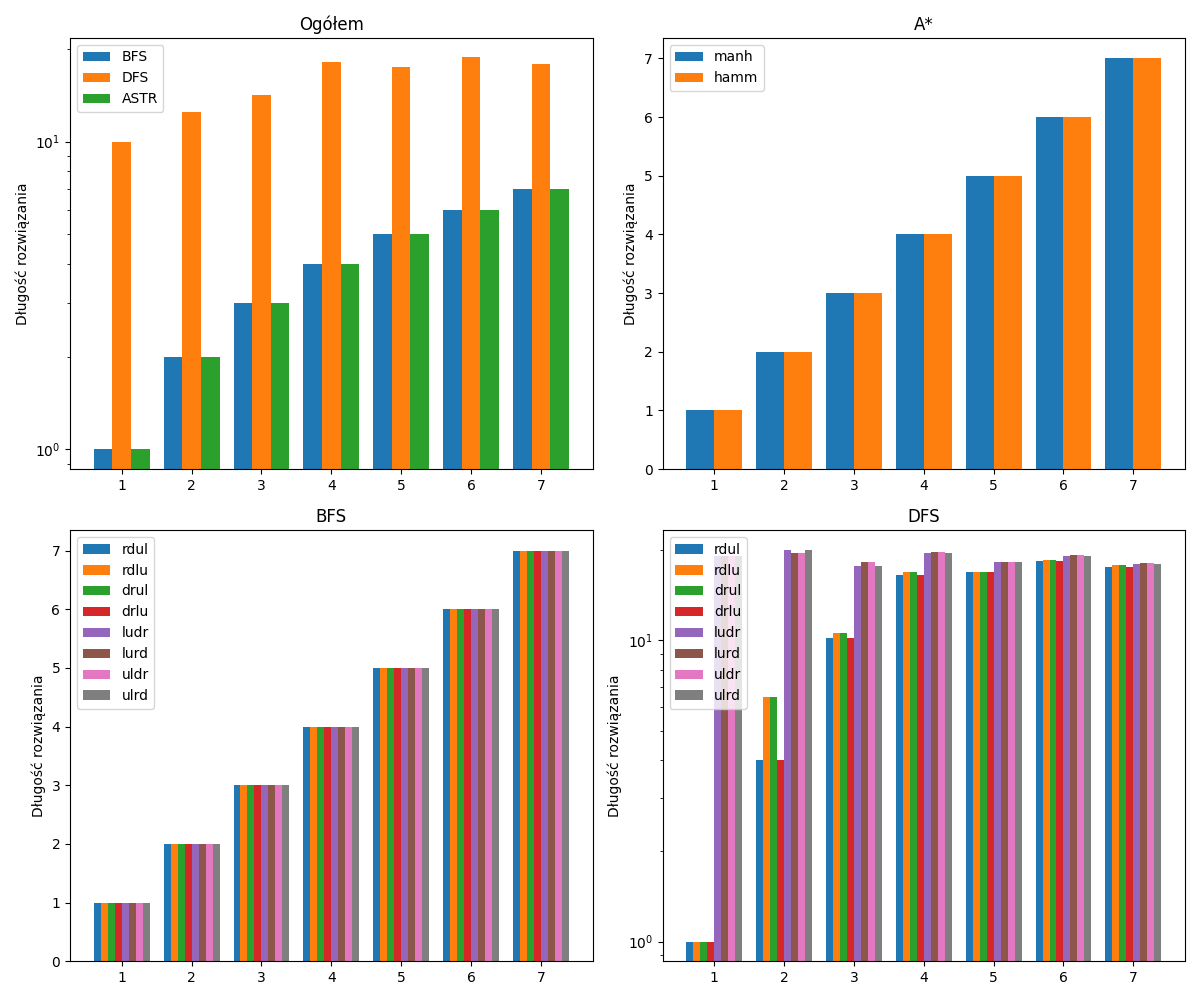 Ogółem
BFS
DFS
ASTR
Długość rozwiązania
10^1
10^0
1 2 3 4 5 6 7
A*
manh
hamm
Długość rozwiązania
7
6
5
4
3
2
1
0
1 2 3 4 5 6 7
BFS
rdul
rdlu
drul
drlu
ludr
lurd
uldr
ulrd
Długość rozwiązania
7
6
5
4
3
2
1
0
1 2 3 4 5 6 7
DFS
rdul
rdlu
drul
drlu
ludr
lurd
uldr
ulrd
Długość rozwiązania
10^1
10^0
1 2 3 4 5 6 7